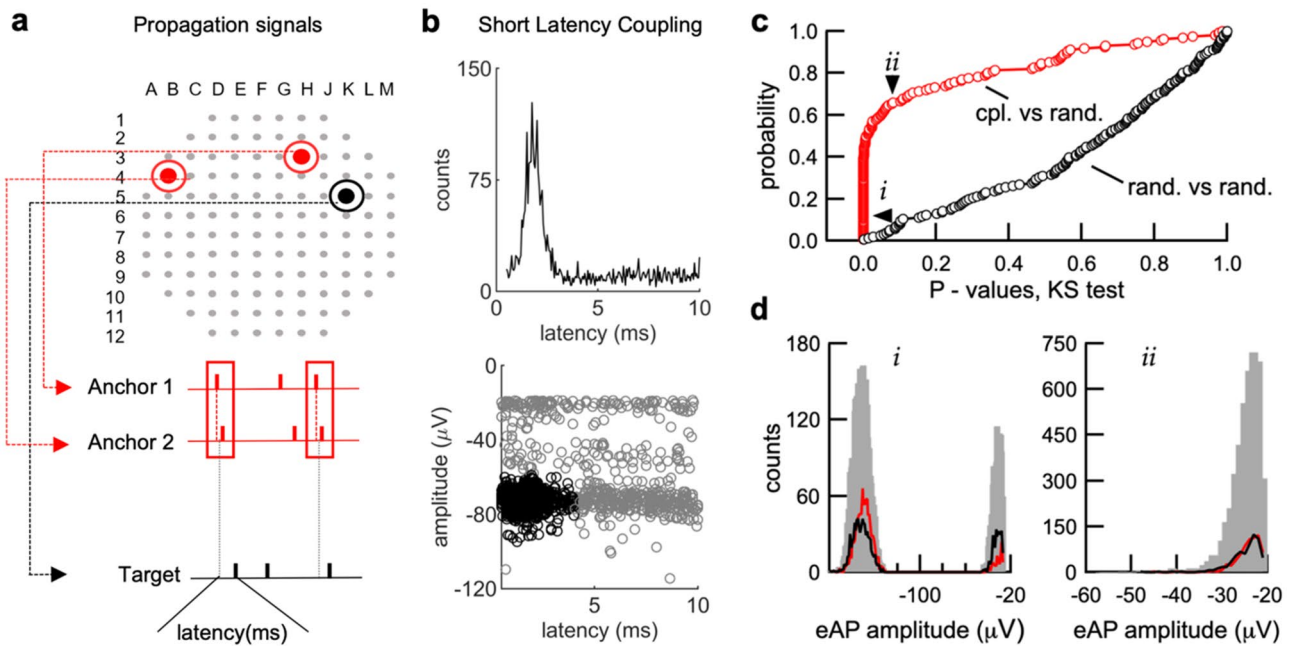 a
Propagation signals
A B C D E F G H J K L M
1
2
3
4
5
6
7
8
9
10
11
12
Anchor 1
Anchor 2
Target
latency(ms)
b
Short Latency Coupling
150
75
0
counts
0 5 10
latency (ms)
0
-40
-80
-120
amplitude (μV)
5 10
latency (ms)
c
1.0
0.8
0.6
0.4
0.2
0.0
probability
ii
i
cpl. vs rand.
rand. vs rand.
0.0 0.2 0.4 0.6 0.8 1.0
P - values, KS test
d
180
120
60
0
counts
i
-100 -20
eAP amplitude (μV)
750
600
450
300
150
0
ii
-60 -50 -40 -30 -20
eAP amplitude (μV)